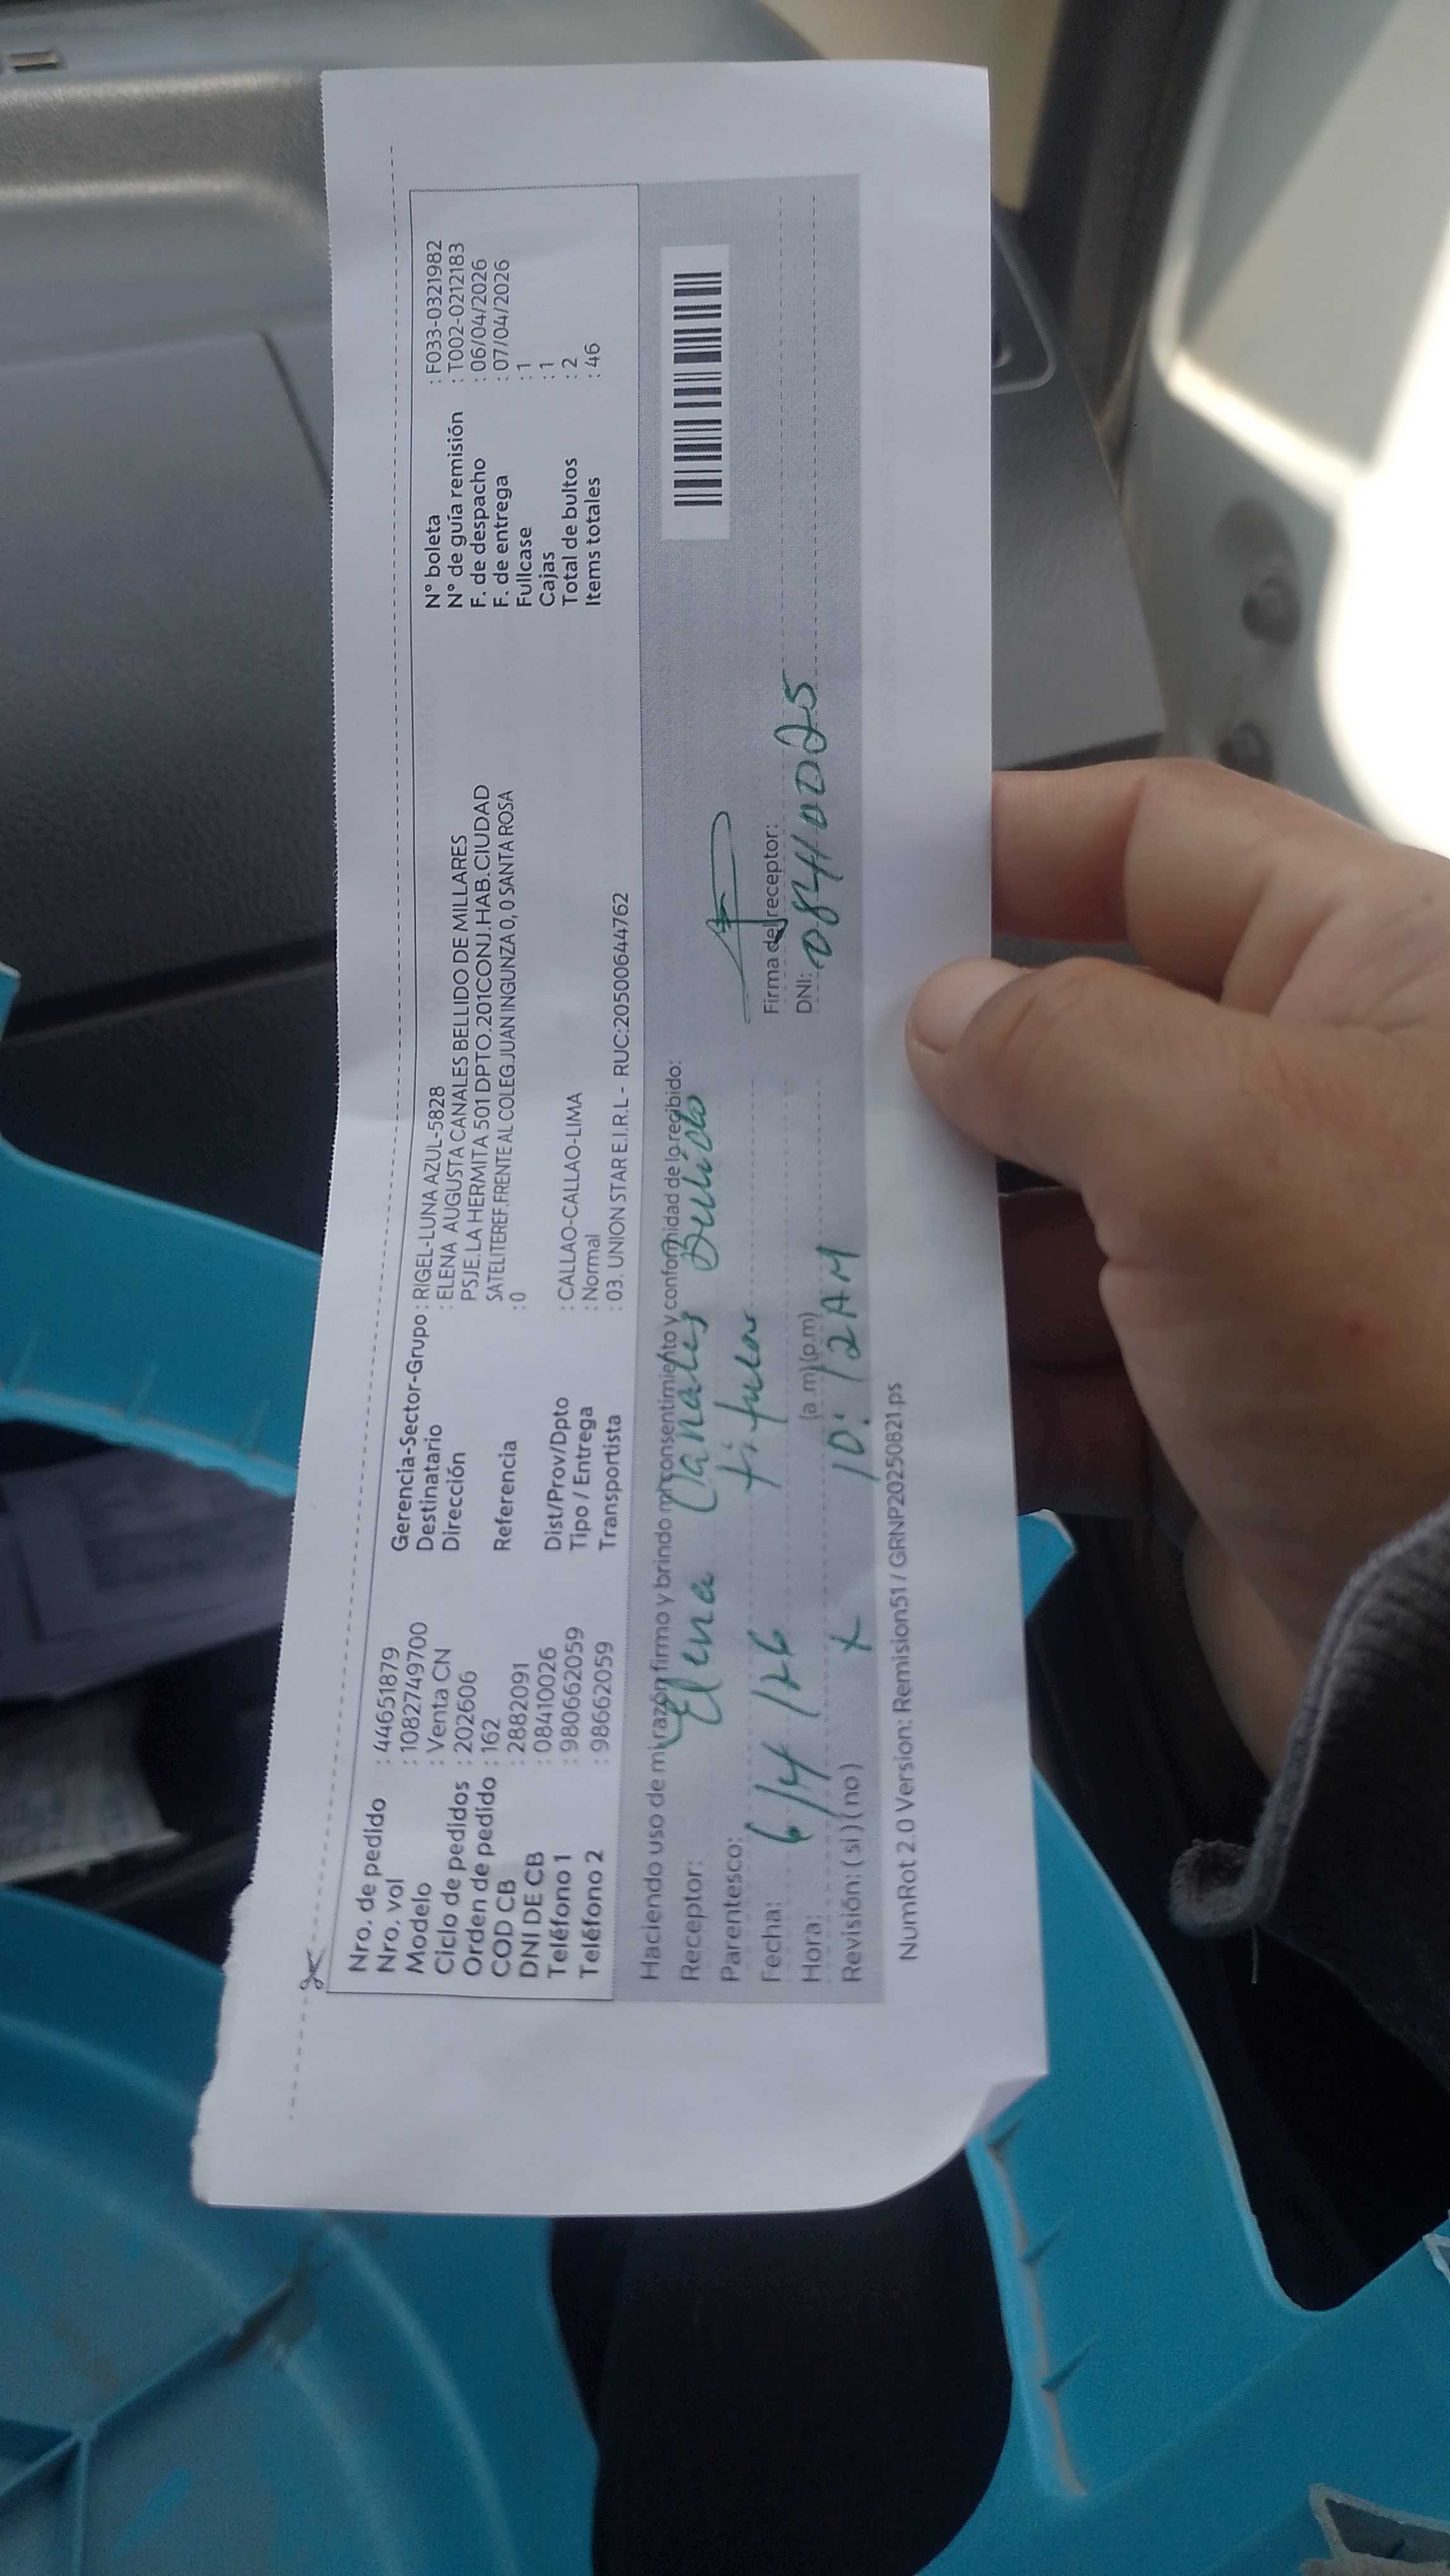 Nro. de pedido : 44651879
Nro. vol : 1082749700
Modelo : Venta CN
Ciclo de pedidos : 202606
Orden de pedido : 162
COD CB : 2882091
DNI DE CB : 08410026
Teléfono 1 : 980662059
Teléfono 2 : 98662059
Gerencia-Sector-Grupo : RIGEL-LUNA AZUL-5828
Destinatario : ELENA AUGUSTA CANALES BELLIDO DE MILLARES
Dirección PSJE.LA HERMITA 501 DPTO.201CONJ.HAB.CIUDAD
SATELITEREF.FRENTE AL COLEG.JUAN INGUNZA 0, 0 SANTA ROSA
Referencia : 0
Dist/Prov/Dpto : CALLAO-CALLAO-LIMA
Tipo / Entrega : Normal
Transportista : 03. UNION STAR E.I.R.L - RUC:20500644762
N° boleta : F033-0321982
N° de guía remisión : T002-0212183
F. de despacho : 06/04/2026
F. de entrega : 07/04/2026
Fullcase : 1
Cajas : 1
Total de bultos : 2
Items totales : 46
Haciendo uso de mi razón firmo y brindo mi consentimiento y conformidad de lo recibido:
Receptor: Elena Canales Bellido
Parentesco: titular
Fecha: 6/4/26
Hora: 10:12AM (a.m) (p.m)
Revisión: ( si ) ( no ) x
Firma del receptor:
DNI: 08410025
NumRot 2.0 Version: Remision51 / GRNP20250821.ps